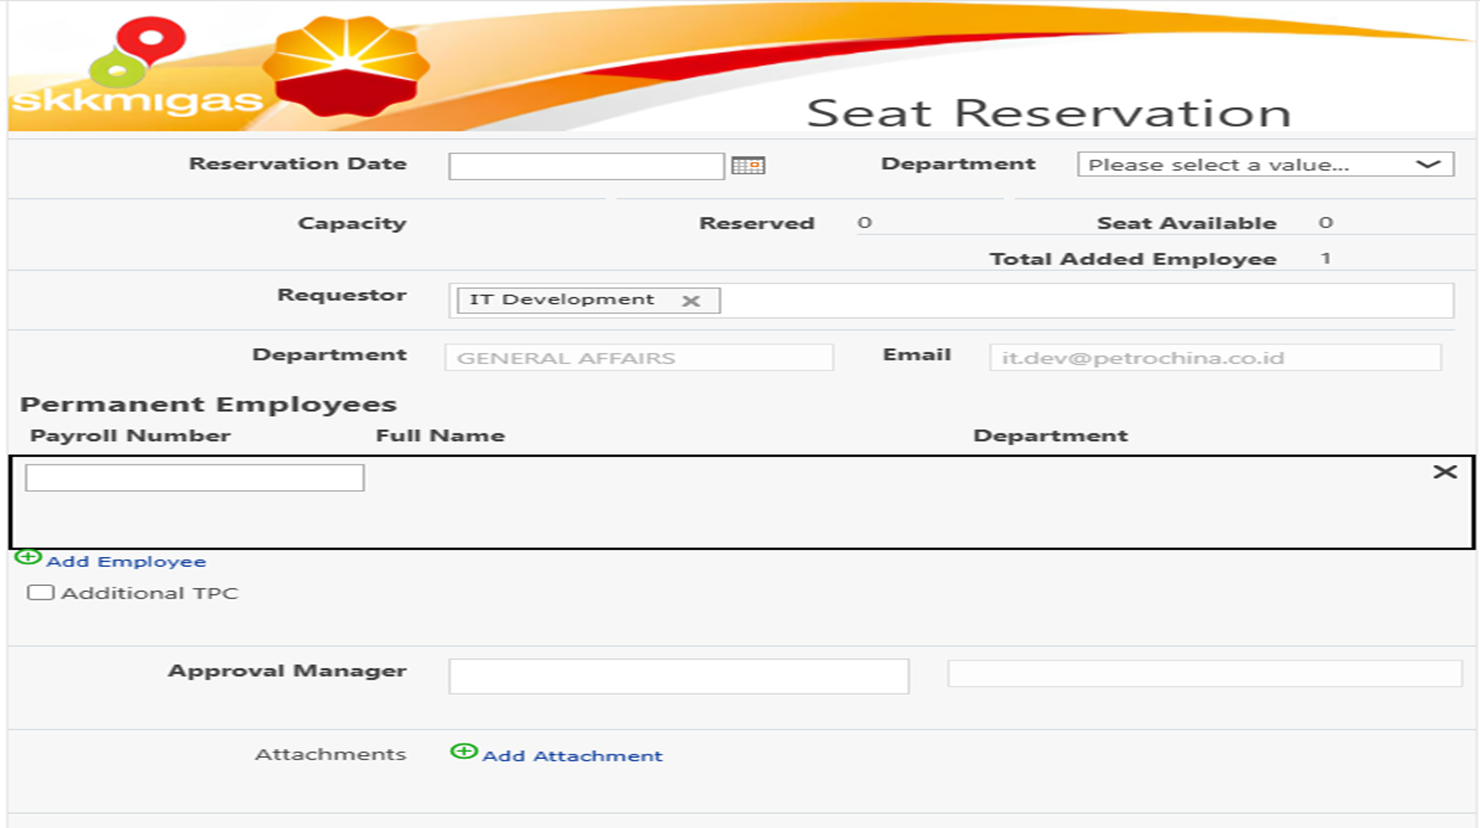 skkmigas
Seat Reservation
Reservation Date Department Please select a value...
Capacity Reserved 0 Seat Available 0
Total Added Employee 1
Requestor IT Development
Department GENERAL AFFAIRS Email it.dev@petrochina.co.id
Permanent Employees
Payroll Number Full Name Department
Add Employee
Additional TPC
Approval Manager
Attachments Add Attachment